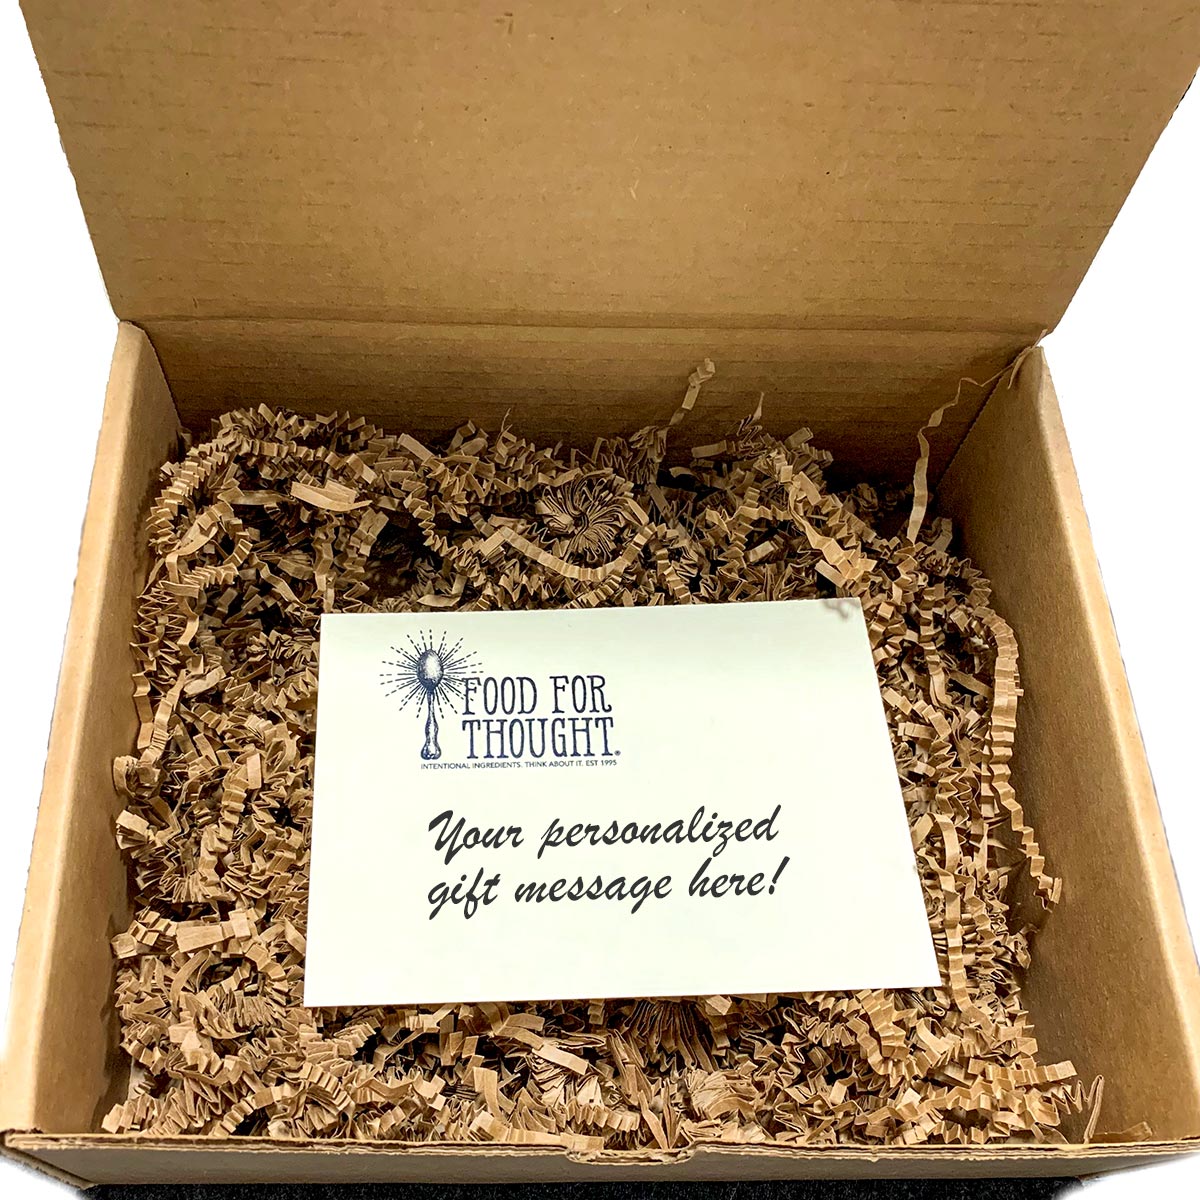 FOOD FOR
THOUGHT®
INTENTIONAL INGREDIENTS. THINK ABOUT IT. EST 1995
Your personalized
gift message here!